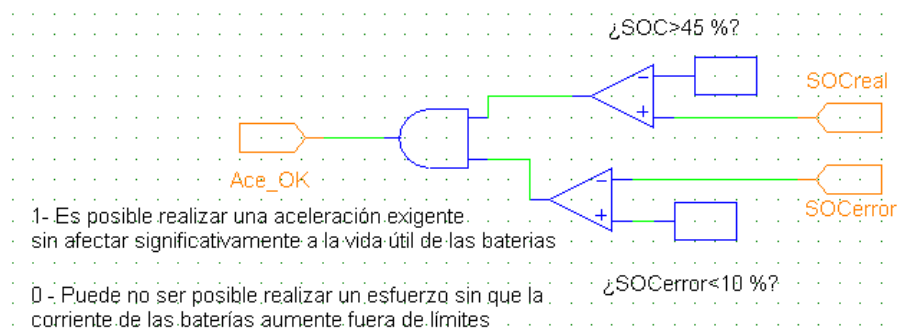 ¿SOC>45 %?
SOCreal
Ace_OK
SOCerror
1- Es posible realizar una aceleración exigente
sin afectar significativamente a la vida útil de las baterias
¿SOCerror<10 %?
0 - Puede no ser posible realizar un esfuerzo sin que la
corriente de las baterías aumente fuera de límites